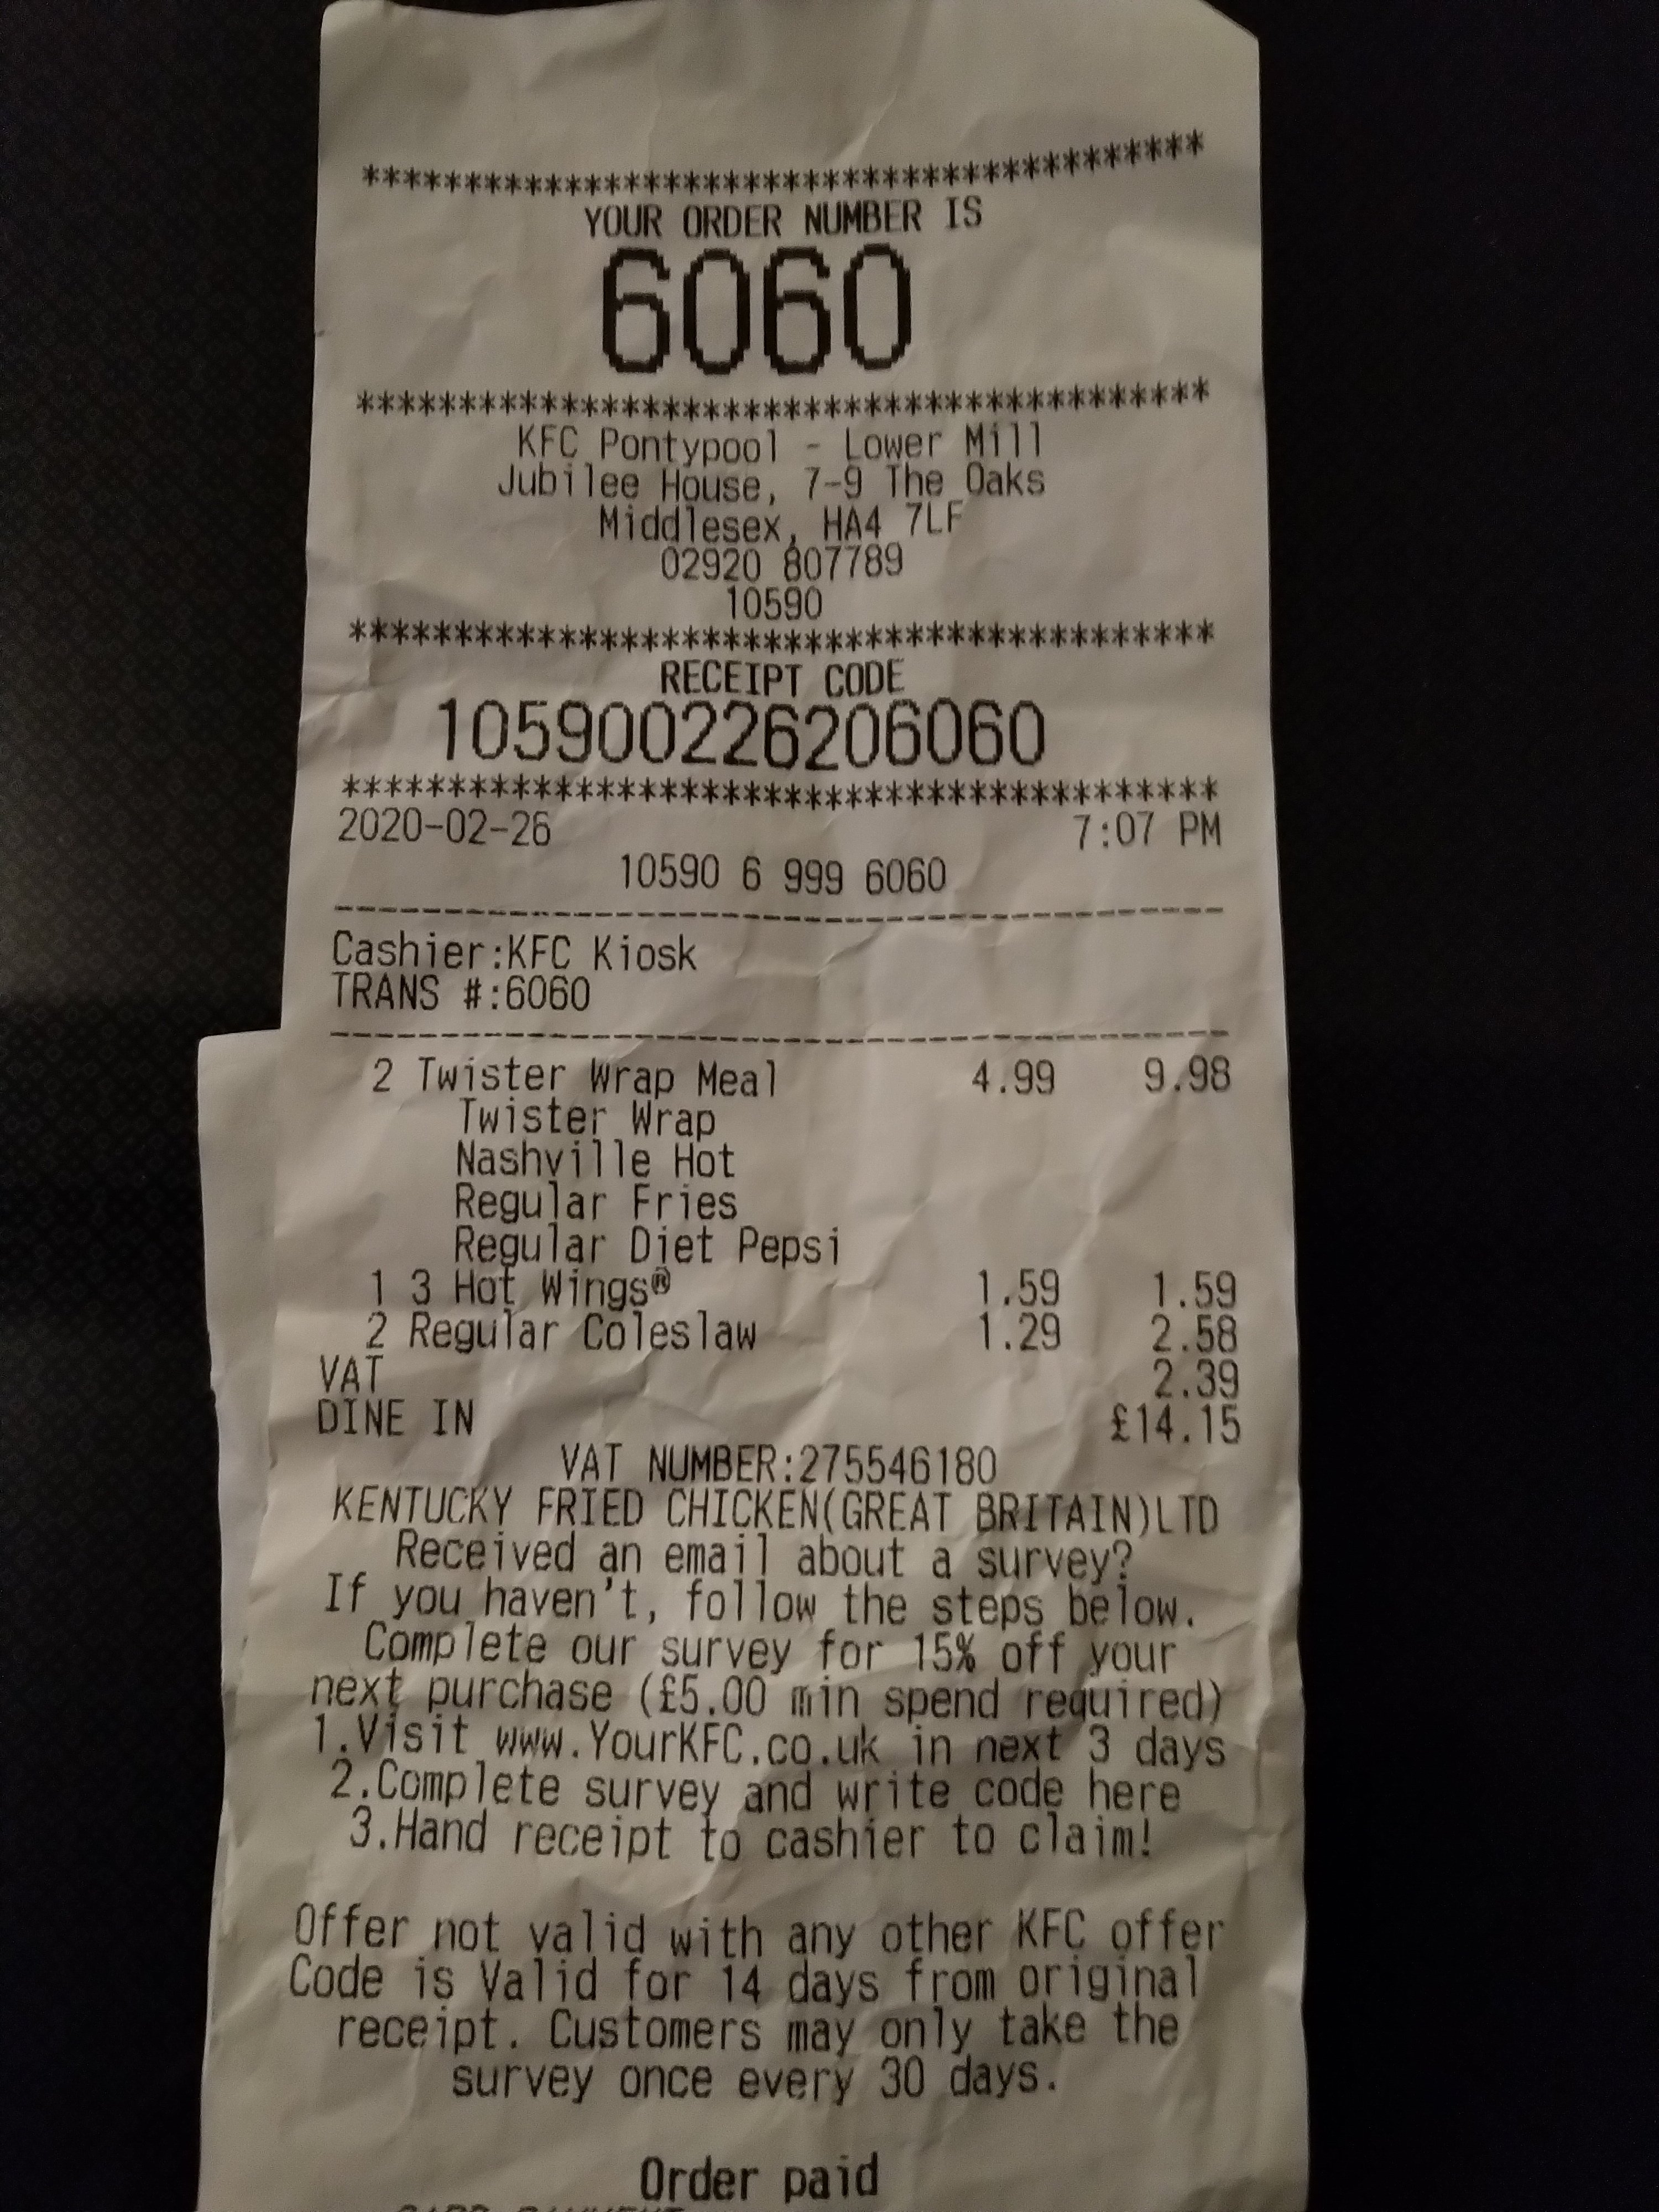 ******************************************
YOUR ORDER NUMBER IS
6060
******************************************
KFC Pontypool - Lower Mill
Jubilee House, 7-9 The Oaks
Middlesex, HA4 7LF
02920 807789
10590
******************************************
RECEIPT CODE
105900226206060
******************************************
2020-02-26 7:07 PM
10590 6 999 6060
Cashier:KFC Kiosk
TRANS #:6060
2 Twister Wrap Meal 4.99 9.98
Twister Wrap
Nashville Hot
Regular Fries
Regular Diet Pepsi
1 3 Hot Wings® 1.59 1.59
2 Regular Coleslaw 1.29 2.58
VAT 2.39
DINE IN £14.15
VAT NUMBER:275546180
KENTUCKY FRIED CHICKEN(GREAT BRITAIN)LTD
Received an email about a survey?
If you haven't, follow the steps below.
Complete our survey for 15% off your
next purchase (£5.00 min spend required)
1.Visit www.YourKFC.co.uk in next 3 days
2.Complete survey and write code here
3.Hand receipt to cashier to claim!
Offer not valid with any other KFC offer
Code is Valid for 14 days from original
receipt. Customers may only take the
survey once every 30 days.
Order paid